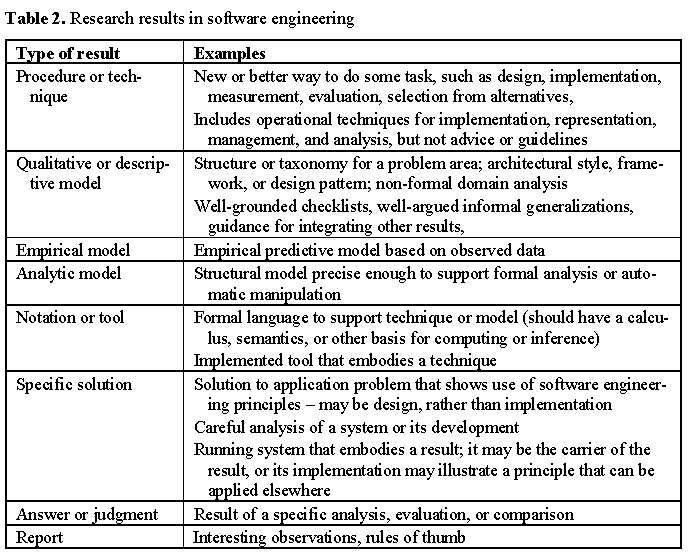 Table 2. Research results in software engineering
Type of result Examples
Procedure or tech-
nique
New or better way to do some task, such as design, implementation,
measurement, evaluation, selection from alternatives,
Includes operational techniques for implementation, representation,
management, and analysis, but not advice or guidelines
Qualitative or descrip-
tive model
Structure or taxonomy for a problem area; architectural style, frame-
work, or design pattern; non-formal domain analysis
Well-grounded checklists, well-argued informal generalizations,
guidance for integrating other results,
Empirical model Empirical predictive model based on observed data
Analytic model Structural model precise enough to support formal analysis or auto-
matic manipulation
Notation or tool Formal language to support technique or model (should have a calcu-
lus, semantics, or other basis for computing or inference)
Implemented tool that embodies a technique
Specific solution Solution to application problem that shows use of software engineer-
ing principles – may be design, rather than implementation
Careful analysis of a system or its development
Running system that embodies a result; it may be the carrier of the
result, or its implementation may illustrate a principle that can be
applied elsewhere
Answer or judgment Result of a specific analysis, evaluation, or comparison
Report Interesting observations, rules of thumb